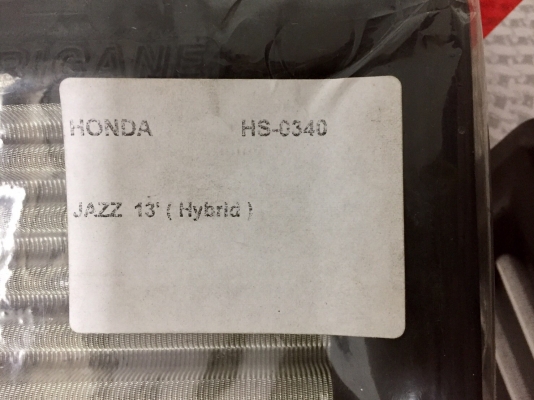 HONDA HS-0340
JAZZ 13' ( Hybrid )